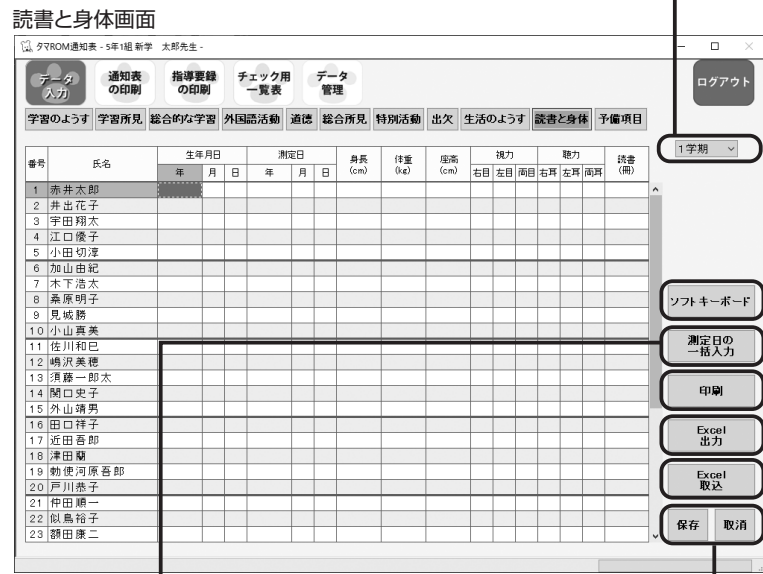 読書と身体画面
タマROM通知表 - 5年1組 新学 太郎先生 -
データ
入力
通知表
の印刷
指導要録
の印刷
チェック用
一覧表
データ
管理
ログアウト
学習のようす 学習所見 総合的な学習 外国語活動 道徳 総合所見 特別活動 出欠 生活のようす 読書と身体 予備項目
1学期
番号 氏名 生年月日 測定日 身長(cm) 体重(kg) 座高(cm) 視力 聴力 読書(冊)
年 月 日 年 月 日 右目 左目 両目 右耳 左耳 両耳
1 赤井太郎
2 井出花子
3 宇田翔太
4 江口優子
5 小田切淳
6 加山由紀
7 木下浩太
8 桑原明子
9 見城勝
10 小山真美
11 佐川和巳
12 嶋沢美穂
13 須藤一郎太
14 関口史子
15 外山靖男
16 田口祥子
17 近田吾郎
18 津田蘭
19 勅使河原吾郎
20 戸川恭子
21 仲田順一
22 似鳥裕子
23 額田康二
ソフトキーボード
測定日の
一括入力
印刷
Excel
出力
Excel
取込
保存 取消